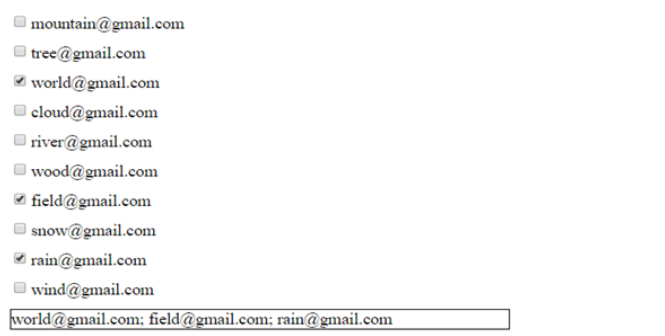 mountain@gmail.com
tree@gmail.com
world@gmail.com
cloud@gmail.com
river@gmail.com
wood@gmail.com
field@gmail.com
snow@gmail.com
rain@gmail.com
wind@gmail.com
world@gmail.com; field@gmail.com; rain@gmail.com